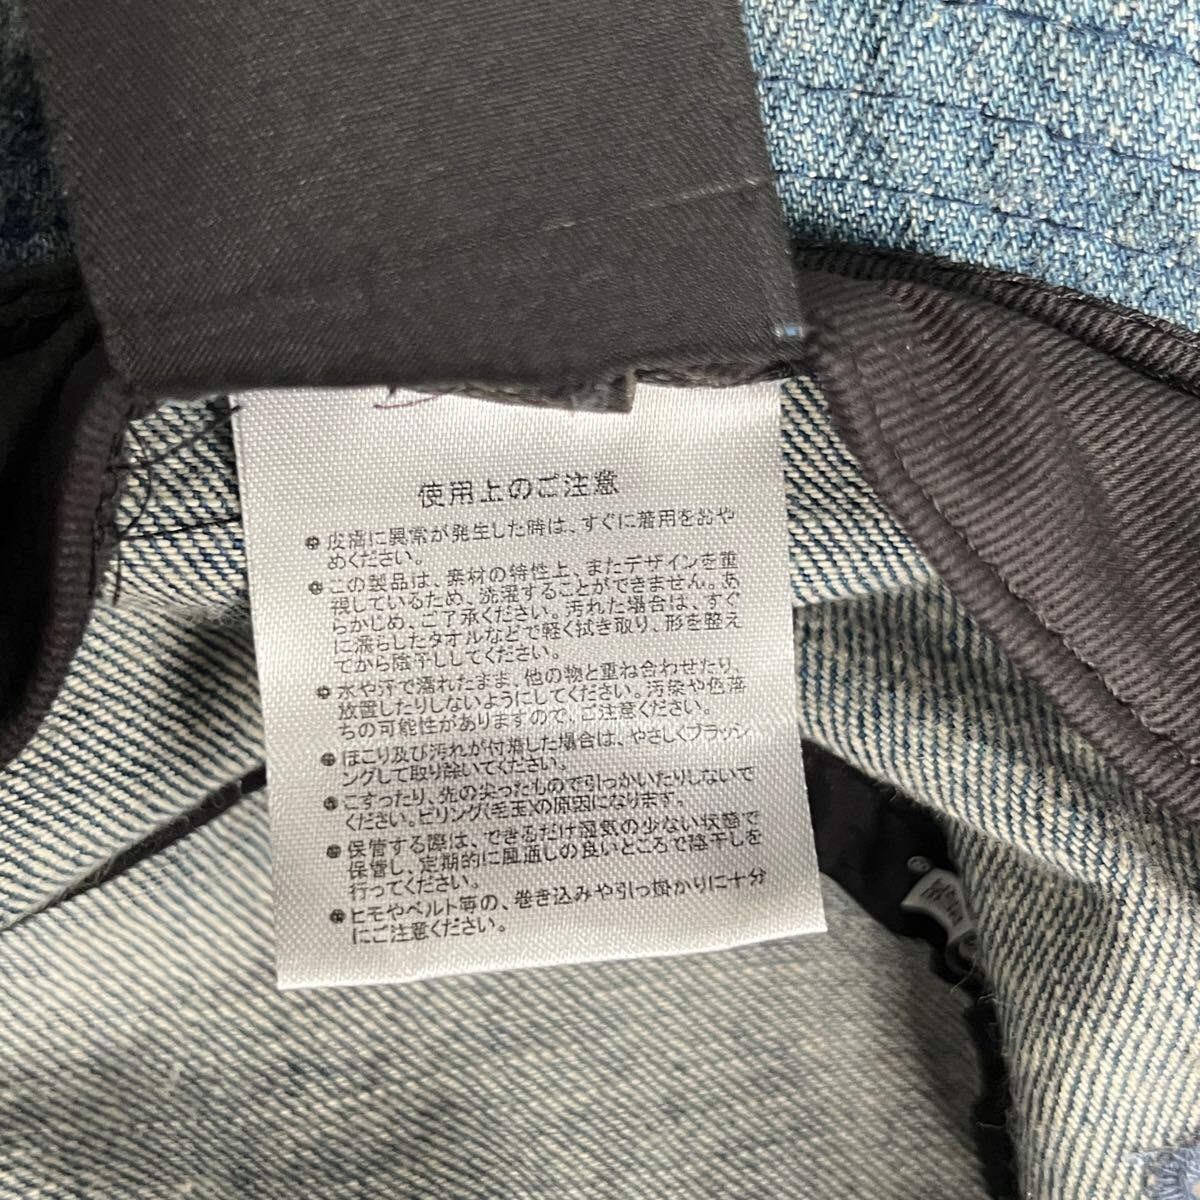 使用上のご注意
皮膚に異常が発生した時は、すぐに着用をおや
めください。
この製品は、素材の特性上、またデザインを重
視しているため、洗濯することができません。あ
らかじめ、ご了承ください。汚れた場合は、すぐ
に濡らしたタオルなどで軽く拭き取り、形を整え
てから陰干ししてください。
水や汗で濡れたまま、他の物と重ね合わせたり、
放置したりしないようにしてください。汚染や色落
ちの可能性がありますので、ご注意ください。
ほこり及び汚れが付着した場合は、やさしくブラッシ
ングして取り除いてください。
こすったり、先の尖ったもので引っかいたりしないで
ください。ピリング(毛玉)の原因になります。
保管する際は、できるだけ湿気の少ない状態で
保管し、定期的に風通しの良いところで陰干しを
行ってください。
ヒモやベルト等の、巻き込みや引っ掛かりに十分
にご注意ください。